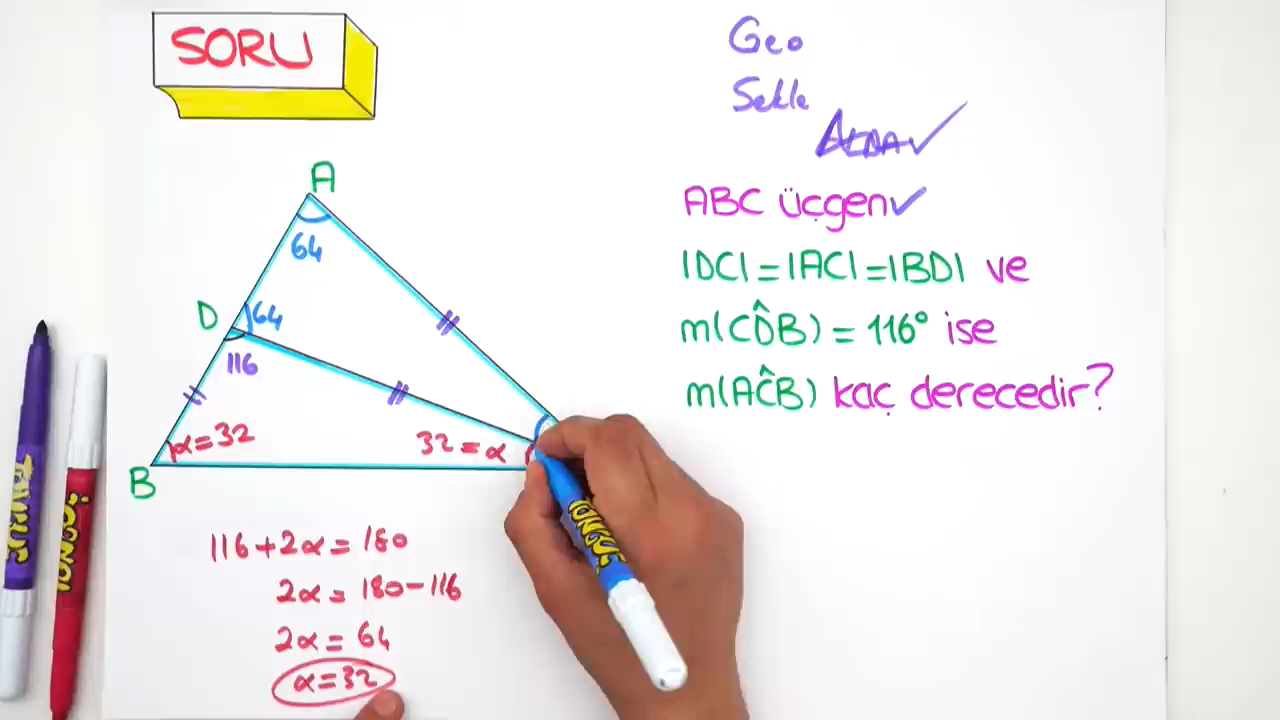 SORU
Geo
Sekle
ALDAN
ABC üçgen
|DC| = |AC| = |BD| ve
m(CD̂B) = 116° ise
m(AĈB) kaç derecedir?
A
64
D
64
116
α=32
32=α
B
116+2α = 180
2α = 180-116
2α = 64
α=32